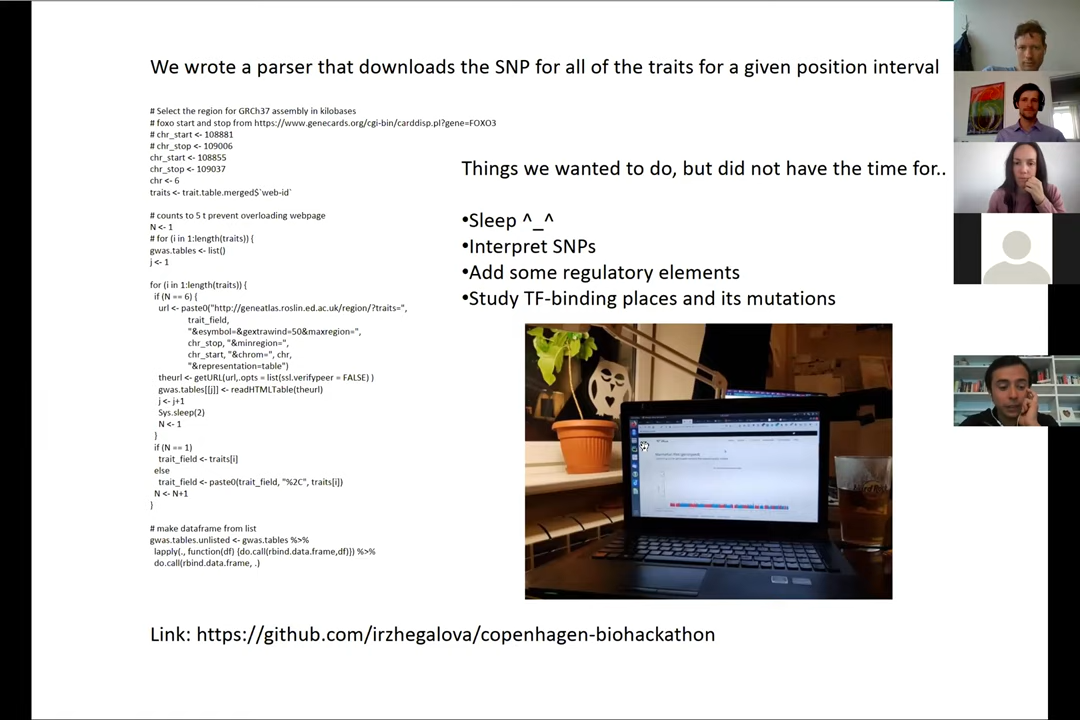 We wrote a parser that downloads the SNP for all of the traits for a given position interval
# Select the region for GRCh37 assembly in kilobases
# foxo start and stop from https://www.genecards.org/cgi-bin/carddisp.pl?gene=FOXO3
# chr_start <- 108881
# chr_stop <- 109006
chr_start <- 108855
chr_stop <- 109037
chr <- 6
traits <- trait.table.merged$`web-id`
# counts to 5 t prevent overloading webpage
N <- 1
# for (i in 1:length(traits)) {
gwas.tables <- list()
j <- 1
for (i in 1:length(traits)) {
if (N == 6) {
url <- paste0("http://geneatlas.roslin.ed.ac.uk/region/?traits=",
trait_field,
"&esymbol=&gextrawind=50&maxregion=",
chr_stop, "&minregion=",
chr_start, "&chrom=", chr,
"&representation=table")
theurl <- getURL(url,.opts = list(ssl.verifypeer = FALSE) )
gwas.tables[[j]] <- readHTMLTable(theurl)
j <- j+1
Sys.sleep(2)
N <- 1
}
if (N == 1)
trait_field <- traits[i]
else
trait_field <- paste0(trait_field, "%2C", traits[i])
N <- N+1
}
# make dataframe from list
gwas.tables.unlisted <- gwas.tables %>%
lapply(., function(df) {do.call(rbind.data.frame,df)}) %>%
do.call(rbind.data.frame, .)
Things we wanted to do, but did not have the time for..
•Sleep ^_^
•Interpret SNPs
•Add some regulatory elements
•Study TF-binding places and its mutations
Link: https://github.com/irzhegalova/copenhagen-biohackathon